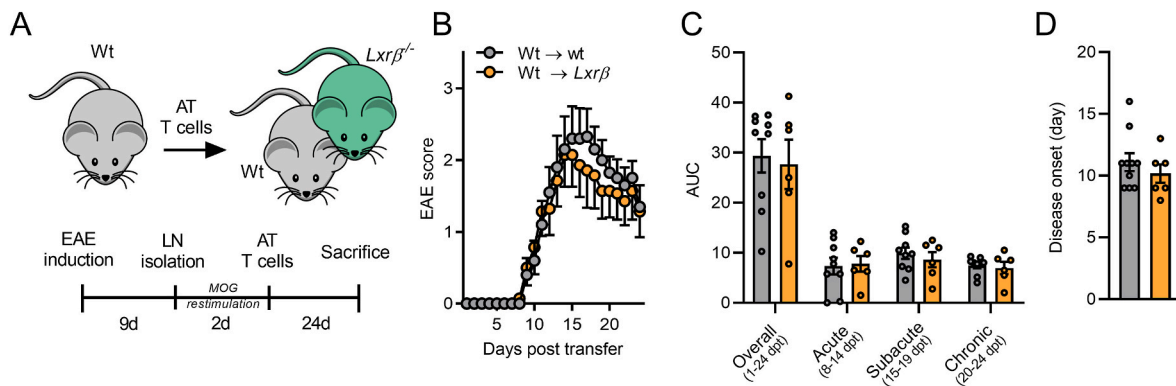 A
Wt
Lxrβ-/-
AT
T cells
Wt
EAE
induction
LN
isolation
AT
T cells
Sacrifice
MOG
restimulation
9d
2d
24d
B
Wt → wt
Wt → Lxrβ
EAE score
3
2
1
0
5
10
15
20
Days post transfer
C
AUC
50
40
30
20
10
0
Overall
(1-24 dpt)
Acute
(8-14 dpt)
Subacute
(15-19 dpt)
Chronic
(20-24 dpt)
D
Disease onset (day)
20
15
10
5
0